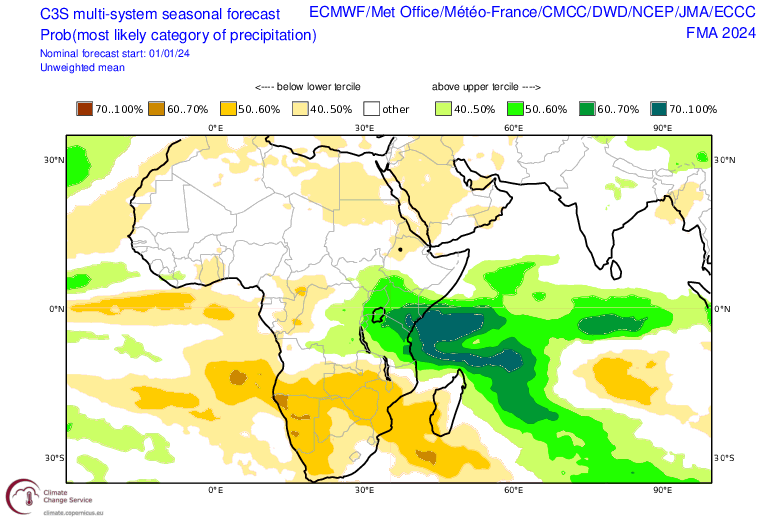 C3S multi-system seasonal forecast ECMWF/Met Office/Météo-France/CMCC/DWD/NCEP/JMA/ECCC
Prob(most likely category of precipitation) FMA 2024
Nominal forecast start: 01/01/24
Unweighted mean
<---- below lower tercile above upper tercile ---->
70..100% 60..70% 50..60% 40..50% other 40..50% 50..60% 60..70% 70..100%
0°E 30°E 60°E 90°E
30°N 30°N
0°N 0°N
30°S 30°S
0°E 30°E 60°E 90°E
Climate
Change Service
climate.copernicus.eu